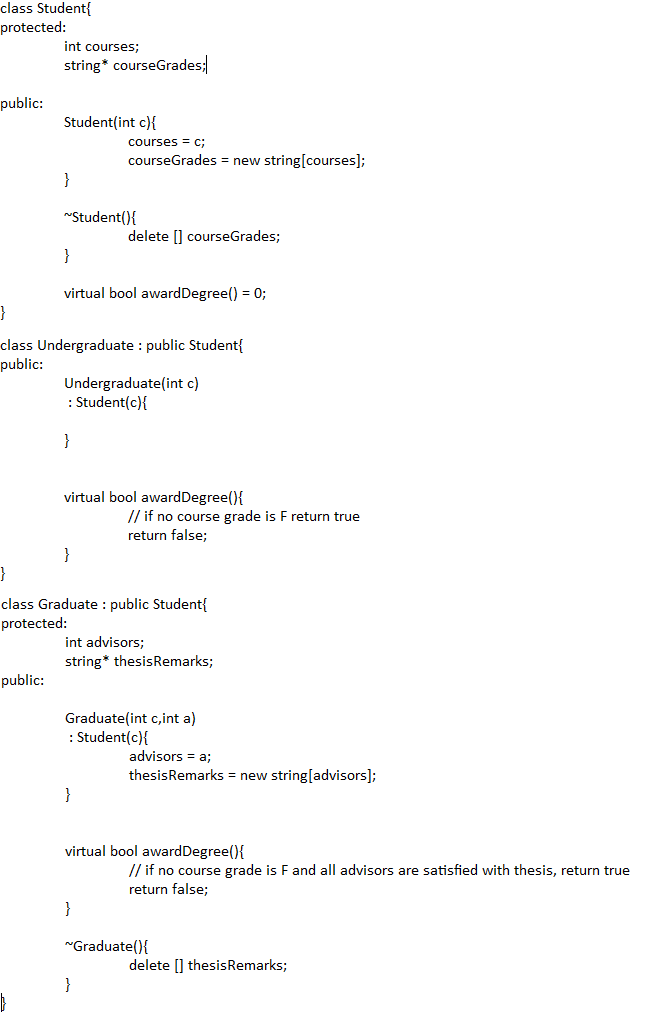 class Student{
protected:
int courses;
string* courseGrades;
public:
Student(int c){
courses = c;
courseGrades = new string[courses];
}
~Student(){
delete [] courseGrades;
}
virtual bool awardDegree() = 0;
}
class Undergraduate : public Student{
public:
Undergraduate(int c)
: Student(c){
}
virtual bool awardDegree(){
// if no course grade is F return true
return false;
}
}
class Graduate : public Student{
protected:
int advisors;
string* thesisRemarks;
public:
Graduate(int c,int a)
: Student(c){
advisors = a;
thesisRemarks = new string[advisors];
}
virtual bool awardDegree(){
// if no course grade is F and all advisors are satisfied with thesis, return true
return false;
}
~Graduate(){
delete [] thesisRemarks;
}
}